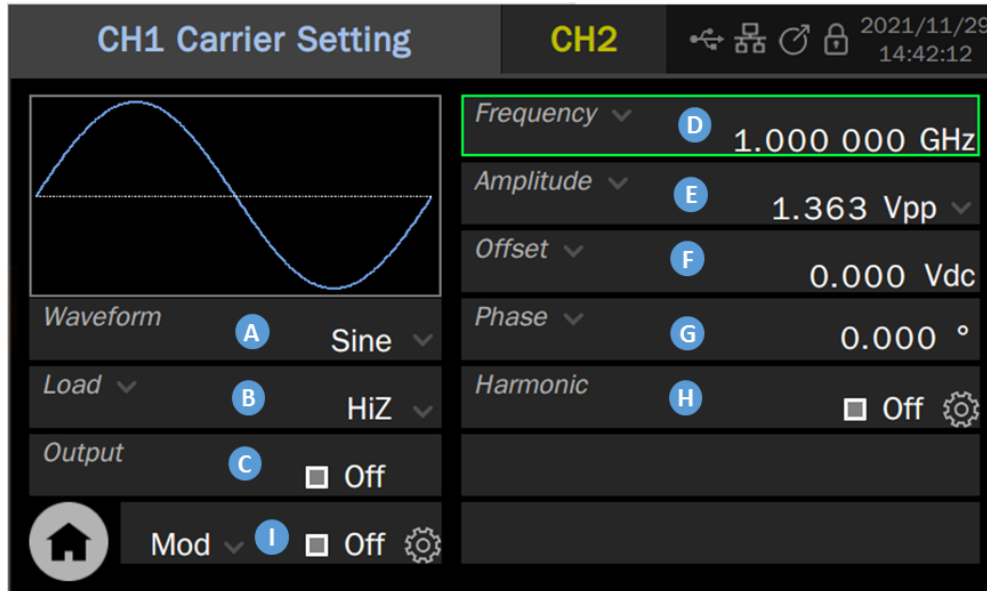 CH1 Carrier Setting
CH2
2021/11/29
14:42:12
Frequency
D
1.000 000 GHz
Amplitude
E
1.363 Vpp
Offset
F
0.000 Vdc
Waveform
A
Sine
Phase
G
0.000 °
Load
B
HiZ
Harmonic
H
Off
Output
C
Off
Mod
I
Off